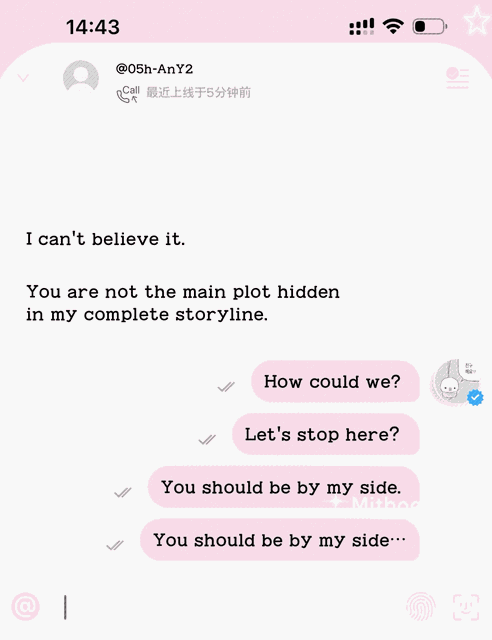 14:43
@05h-AnY2
Call
最近上线于5分钟前
I can't believe it.
You are not the main plot hidden
in my complete storyline.
How could we?
Let's stop here?
You should be by my side.
You should be by my side…
@